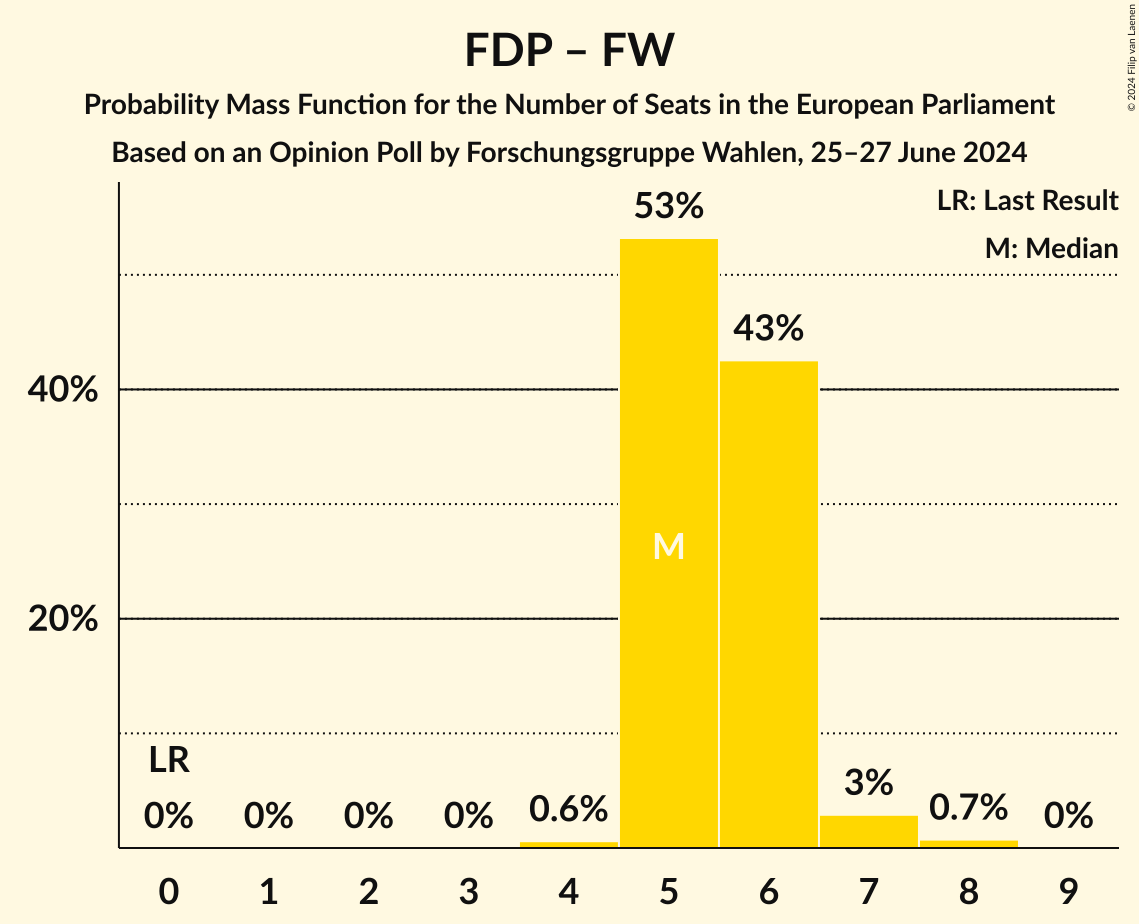 FDP – FW
Probability Mass Function for the Number of Seats in the European Parliament
Based on an Opinion Poll by Forschungsgruppe Wahlen, 25–27 June 2024
© 2024 Filip van Laenen
LR: Last Result
M: Median
53%
43%
40%
M
20%
LR
0% 0% 0% 0% 0.6% 3% 0.7% 0%
0 1 2 3 4 5 6 7 8 9